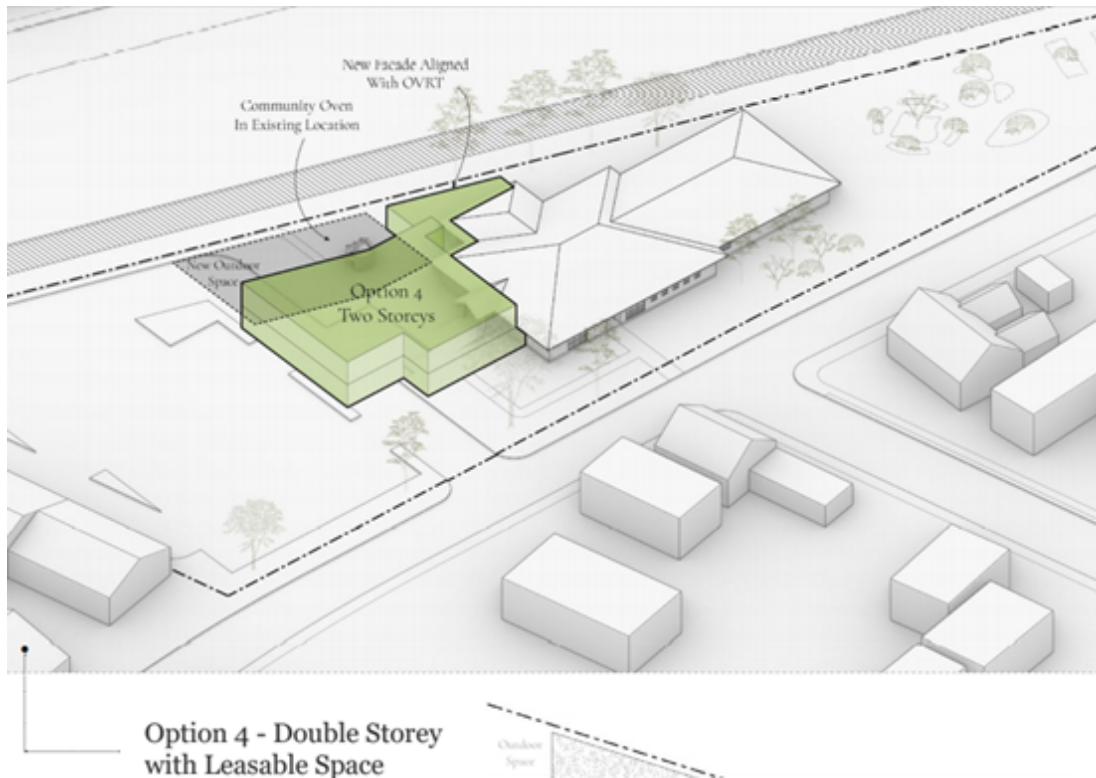 New Facade Aligned
With OVRT
Community Oven
In Existing Location
New Outdoor
Space
Option 4
Two Storeys
Option 4 - Double Storey
with Leasable Space
Outdoor
Space